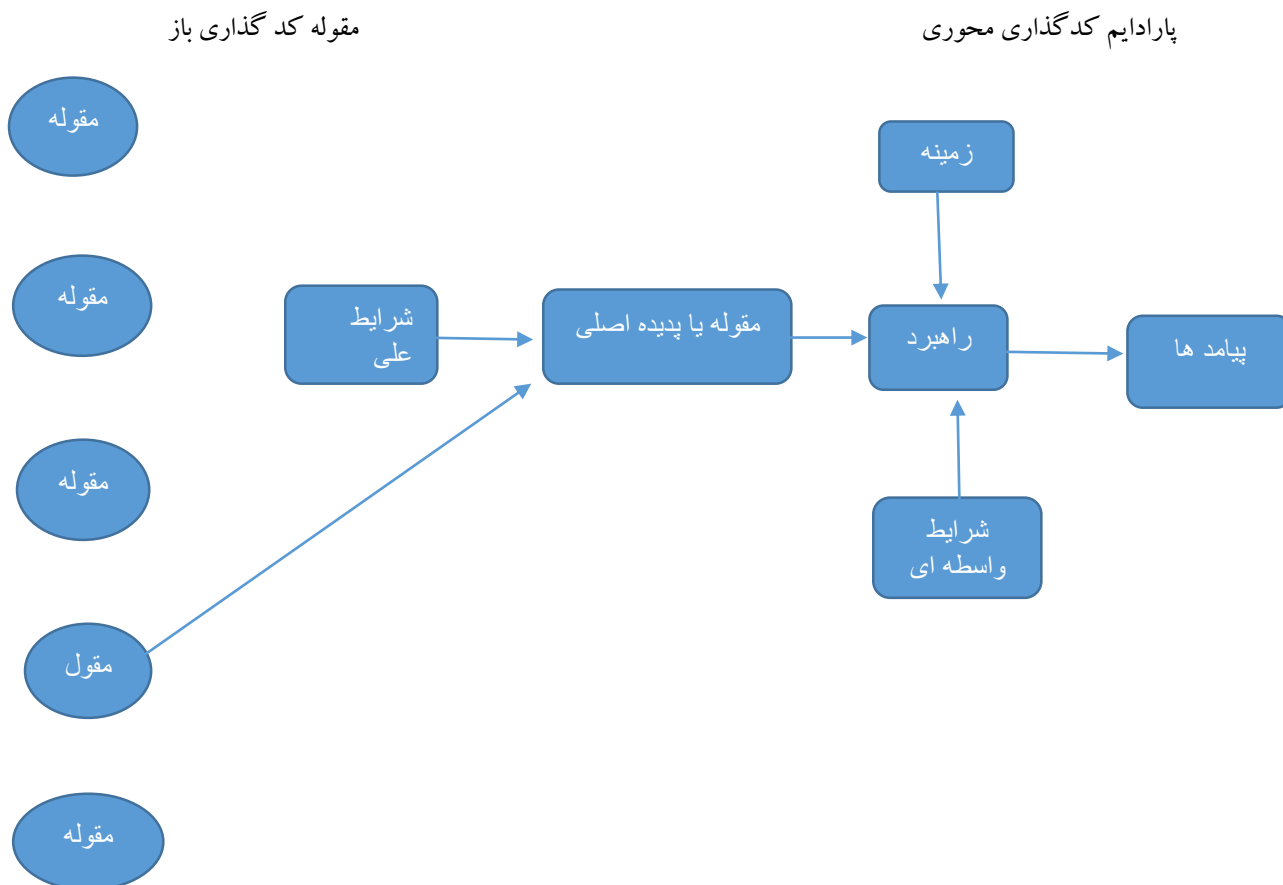 پارادایم کدگذاری محوری
مقوله کد گذاری باز
مقوله
زمینه
مقوله
شرایط
علی
مقوله یا پدیده اصلی
راهبرد
پیامد ها
مقوله
شرایط
واسطه ای
مقول
مقوله